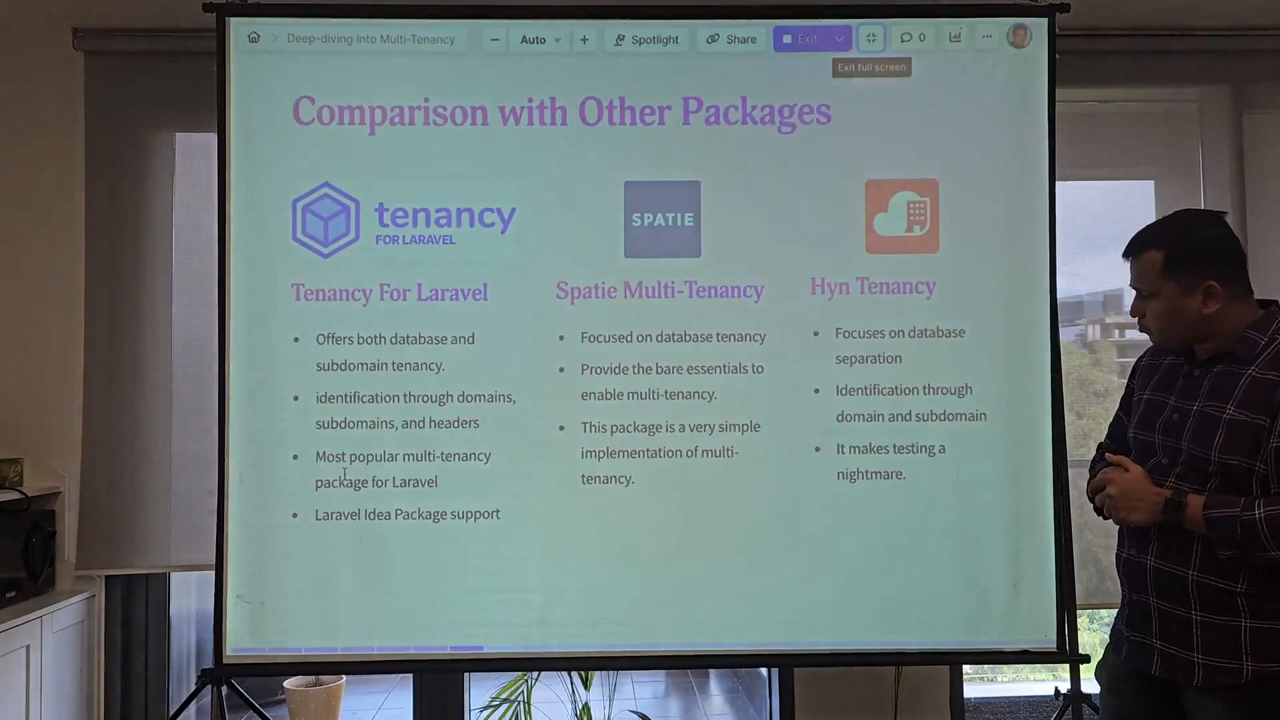 Deep-diving Into Multi-Tenancy
Auto
Spotlight
Share
Exit
0
Exit full screen
Comparison with Other Packages
tenancy
FOR LARAVEL
SPATIE
Tenancy For Laravel
Offers both database and
subdomain tenancy.
identification through domains,
subdomains, and headers
Most popular multi-tenancy
package for Laravel
Laravel Idea Package support
Spatie Multi-Tenancy
Focused on database tenancy
Provide the bare essentials to
enable multi-tenancy.
This package is a very simple
implementation of multi-
tenancy.
Hyn Tenancy
Focuses on database
separation
Identification through
domain and subdomain
It makes testing a
nightmare.